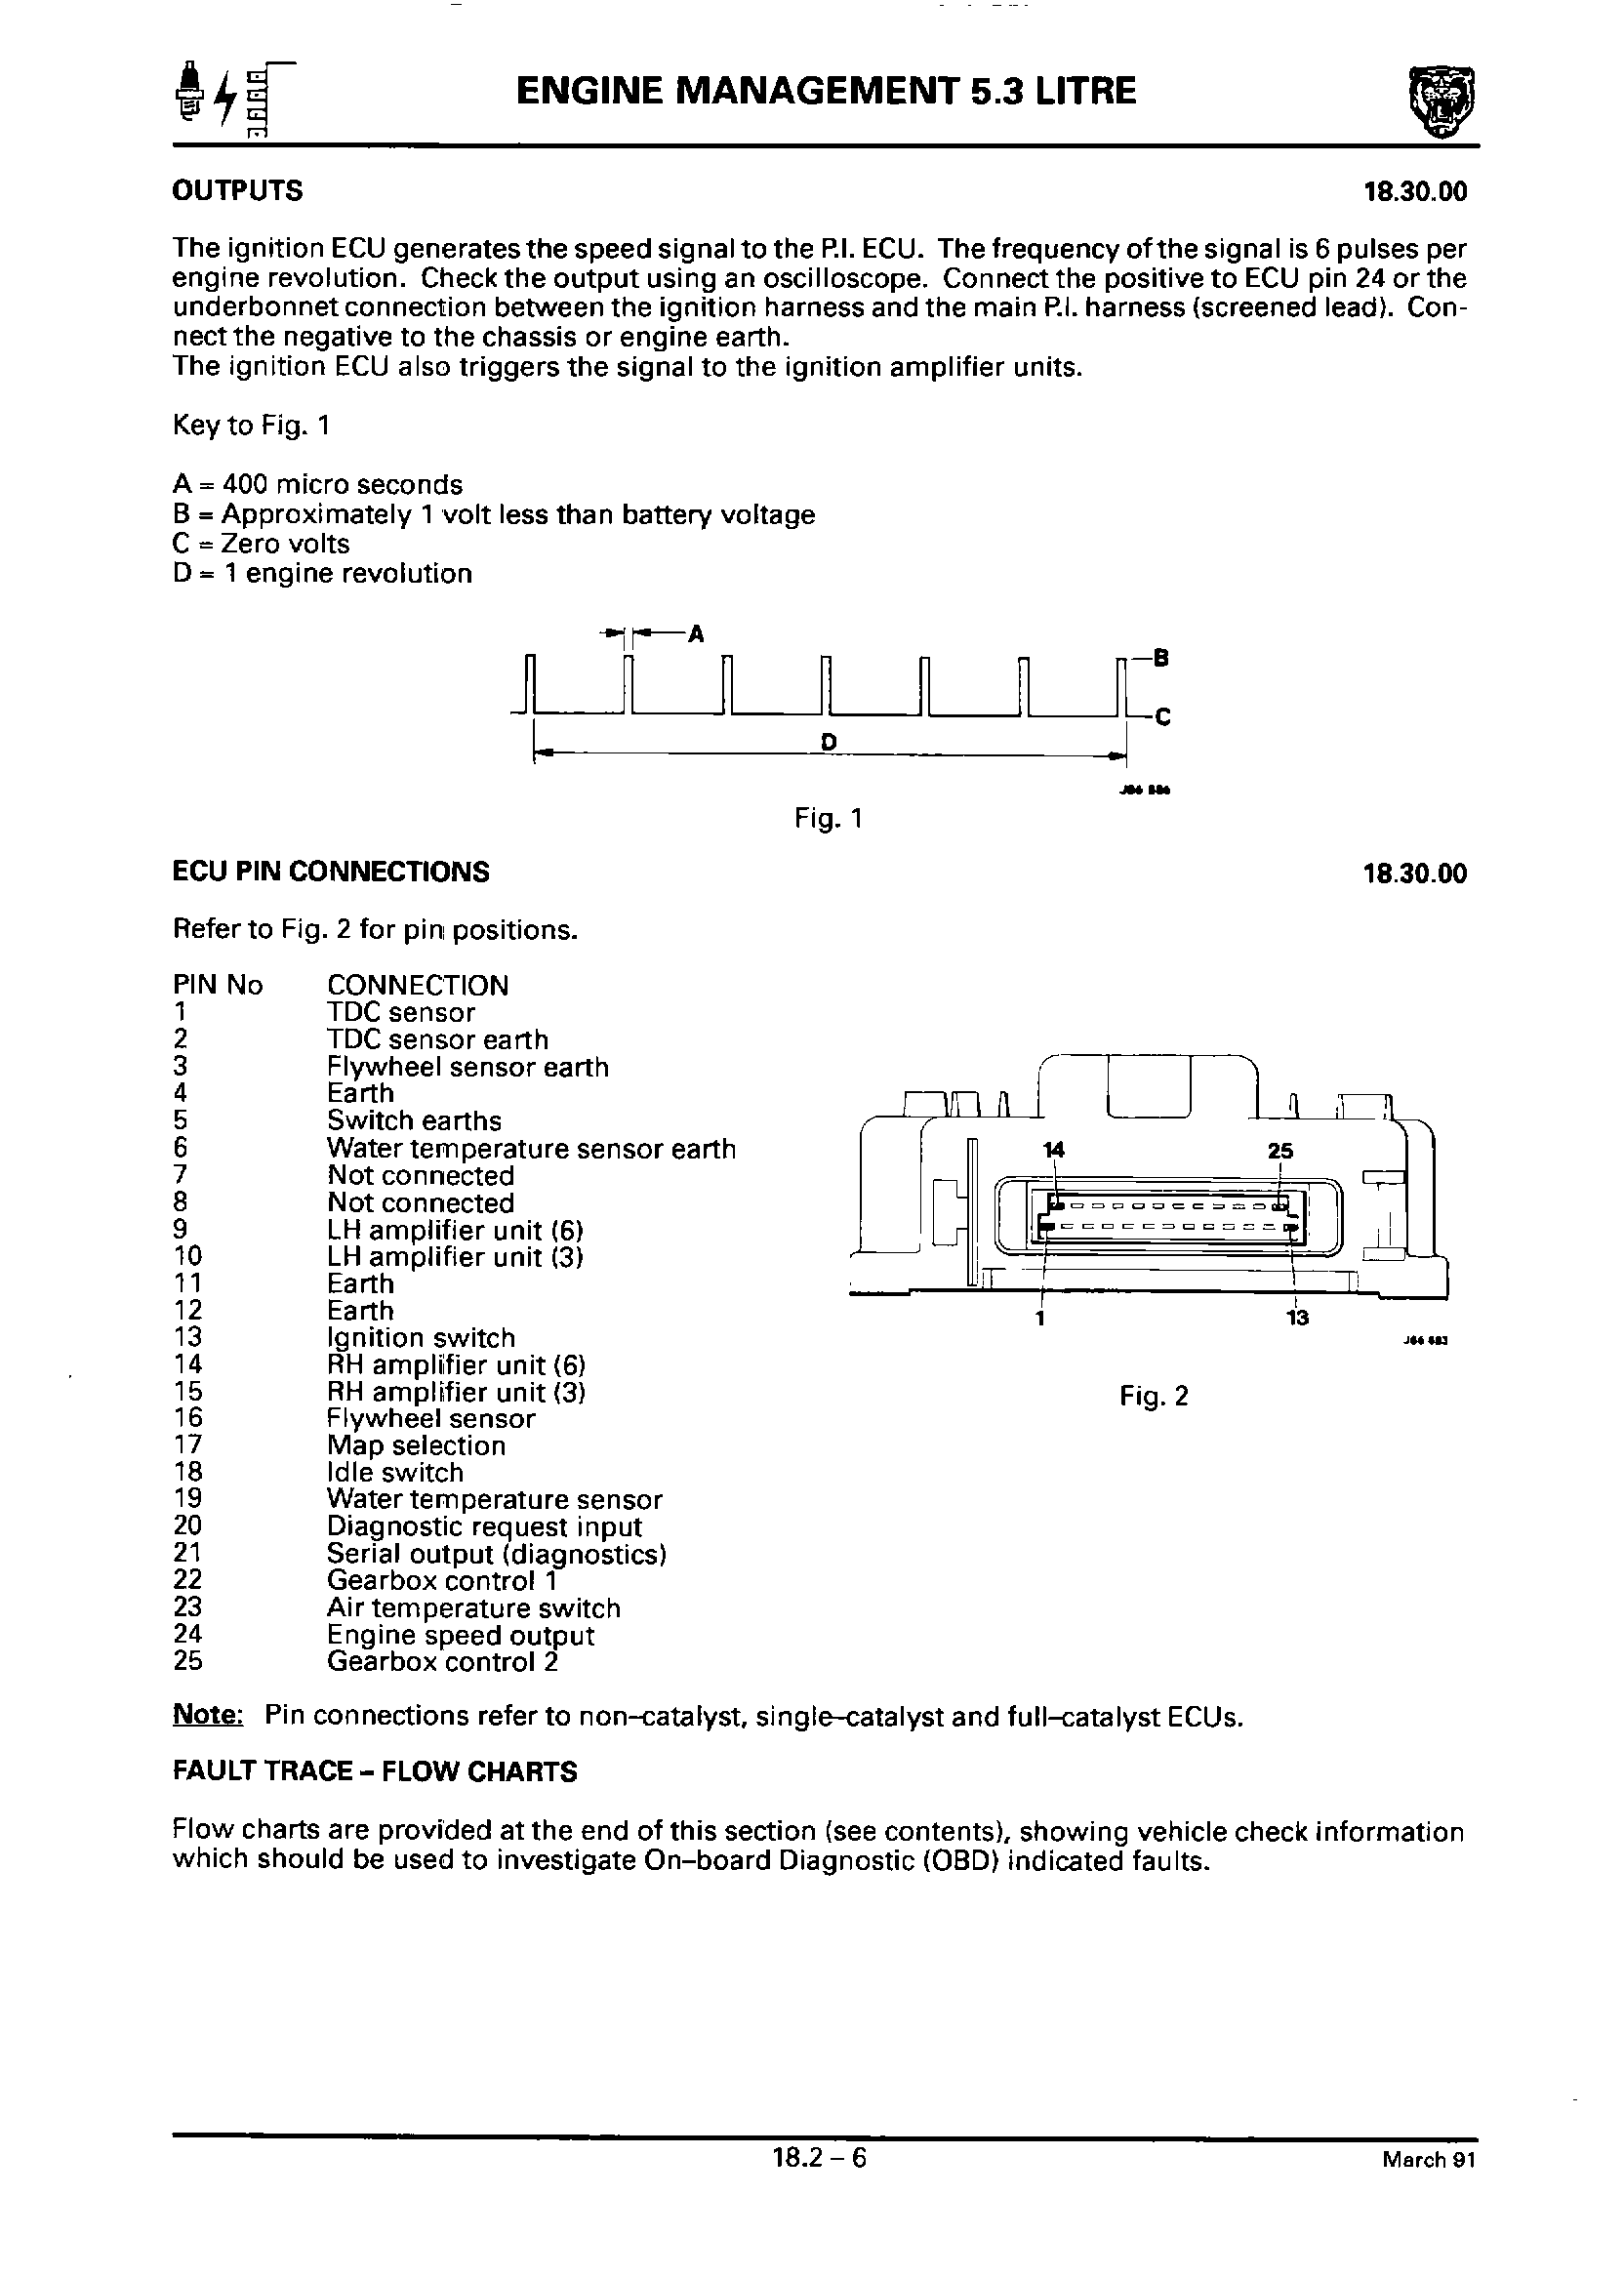 ENGINE MANAGEMENT 5.3 LITRE
OUTPUTS 18.30.00
The ignition ECU generates the speed signal to the P.I. ECU. The frequency of the signal is 6 pulses per
engine revolution. Check the output using an oscilloscope. Connect the positive to ECU pin 24 or the
underbonnet connection between the ignition harness and the main P.I. harness (screened lead). Con-
nect the negative to the chassis or engine earth.
The ignition ECU also triggers the signal to the ignition amplifier units.
Key to Fig. 1
A = 400 micro seconds
B = Approximately 1 volt less than battery voltage
C = Zero volts
D = 1 engine revolution
A
B
C
D
Fig. 1
ECU PIN CONNECTIONS 18.30.00
Refer to Fig. 2 for pin positions.
PIN No CONNECTION
1 TDC sensor
2 TDC sensor earth
3 Flywheel sensor earth
4 Earth
5 Switch earths
6 Water temperature sensor earth
7 Not connected
8 Not connected
9 LH amplifier unit (6)
10 LH amplifier unit (3)
11 Earth
12 Earth
13 Ignition switch
14 RH amplifier unit (6)
15 RH amplifier unit (3)
16 Flywheel sensor
17 Map selection
18 Idle switch
19 Water temperature sensor
20 Diagnostic request input
21 Serial output (diagnostics)
22 Gearbox control 1
23 Air temperature switch
24 Engine speed output
25 Gearbox control 2
14 25
1 13
Fig. 2
Note: Pin connections refer to non-catalyst, single-catalyst and full-catalyst ECUs.
FAULT TRACE - FLOW CHARTS
Flow charts are provided at the end of this section (see contents), showing vehicle check information
which should be used to investigate On-board Diagnostic (OBD) indicated faults.
18.2 - 6 March 91